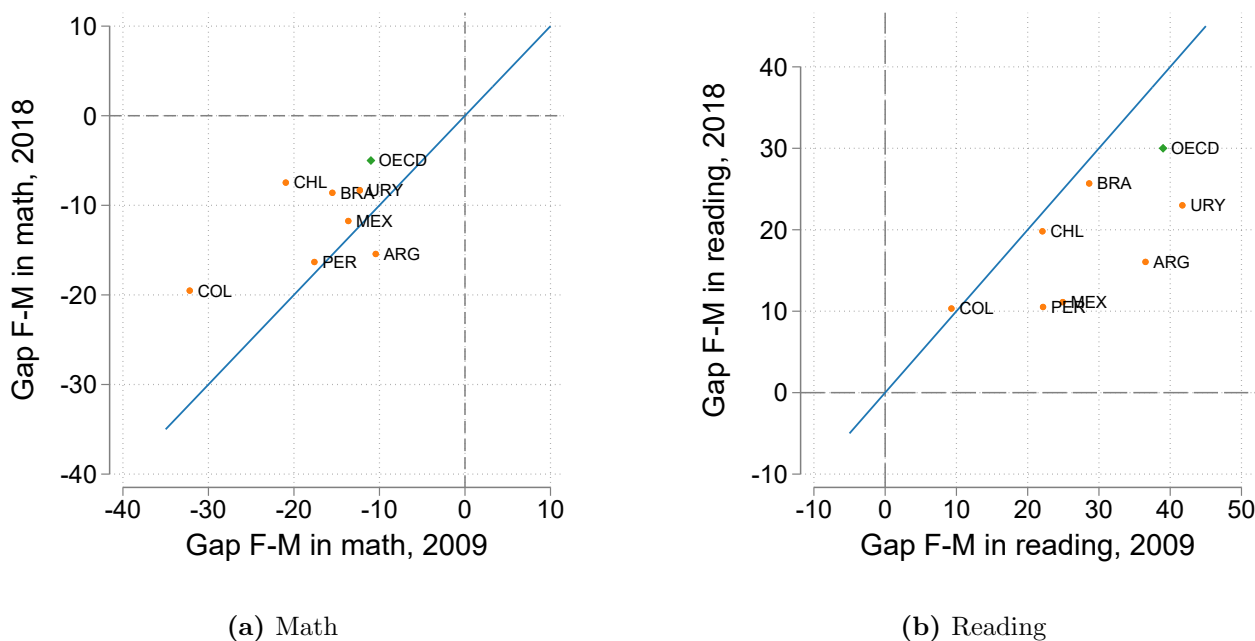 10
0
-10
-20
-30
-40
Gap F-M in math, 2018
OECD
CHL
BRA
URY
MEX
ARG
PER
COL
-40 -30 -20 -10 0 10
Gap F-M in math, 2009
(a) Math
40
30
20
10
0
-10
Gap F-M in reading, 2018
OECD
BRA
URY
CHL
ARG
MEX
PER
COL
-10 0 10 20 30 40 50
Gap F-M in reading, 2009
(b) Reading